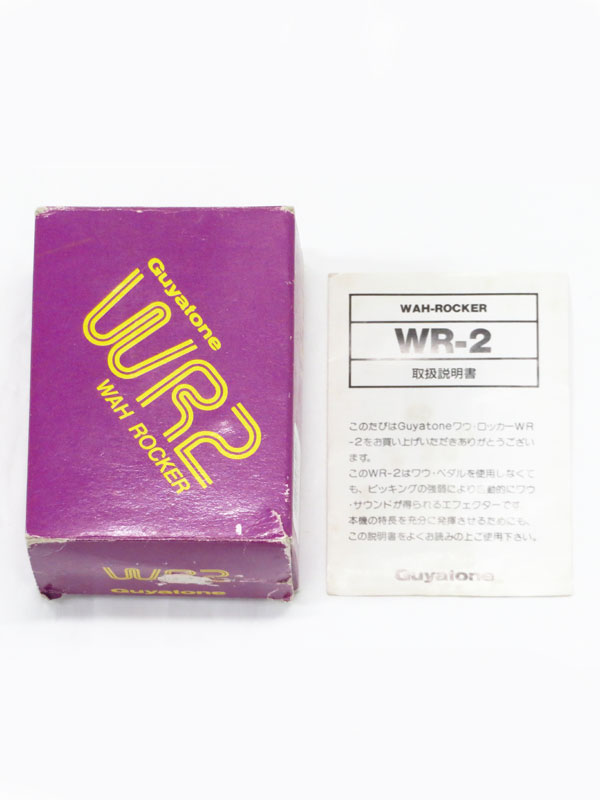 Guyatone
WR2
WAH ROCKER
WR2
Guyatone
WAH-ROCKER
WR-2
取扱説明書
このたびはGuyatoneワウ・ロッカーWR
-2をお買い上げいただきありがとうござい
ます。
このWR-2はワウ・ペダルを使用しなくて
も、ピッキングの強弱により自動的にワウ
・サウンドが得られるエフェクターです。
本機の特長を充分に発揮させるためにも、
この説明書をよくお読みの上ご使用下さい。
Guyatone